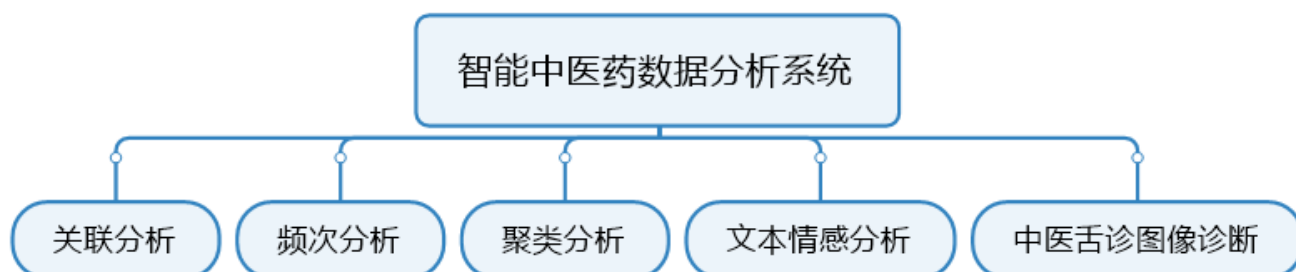 智能中医药数据分析系统
关联分析
频次分析
聚类分析
文本情感分析
中医舌诊图像诊断